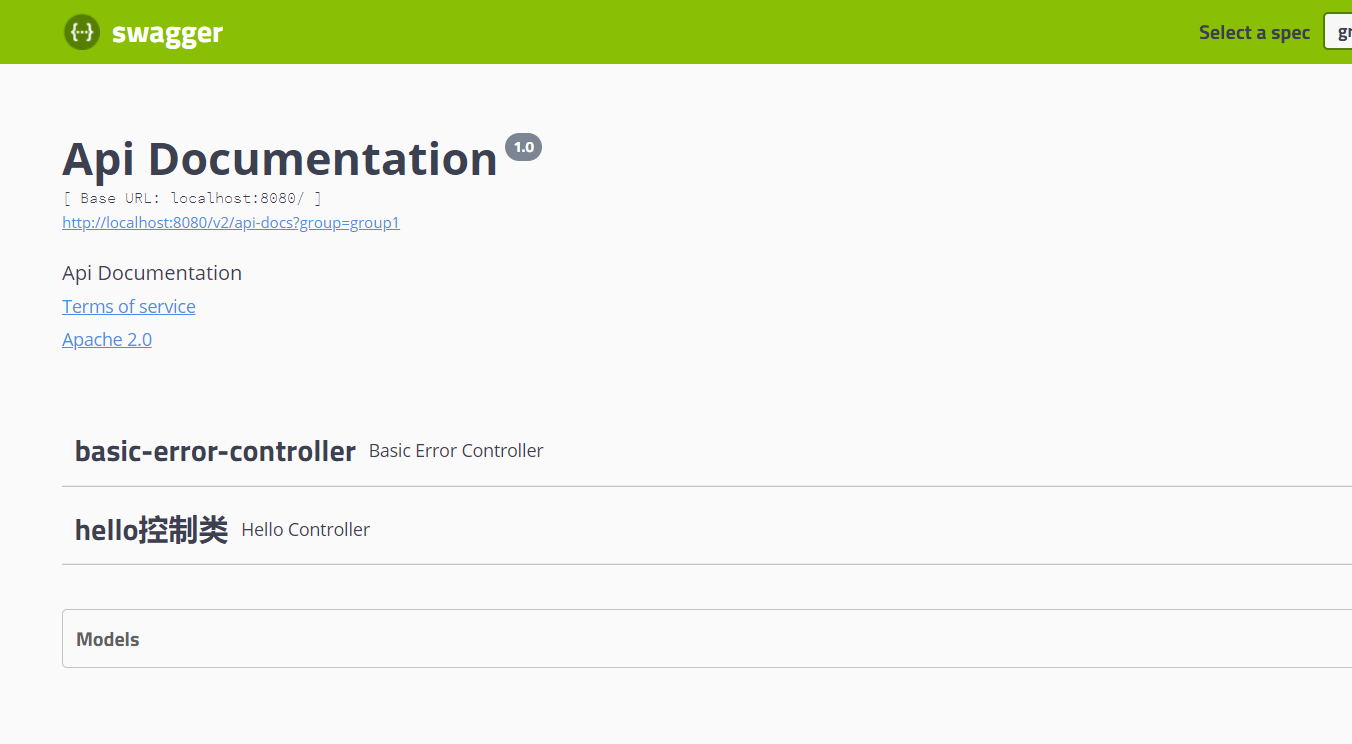 swagger
Select a spec
Api Documentation 1.0
[ Base URL: localhost:8080/ ]
http://localhost:8080/v2/api-docs?group=group1
Api Documentation
Terms of service
Apache 2.0
basic-error-controller Basic Error Controller
hello控制类 Hello Controller
Models